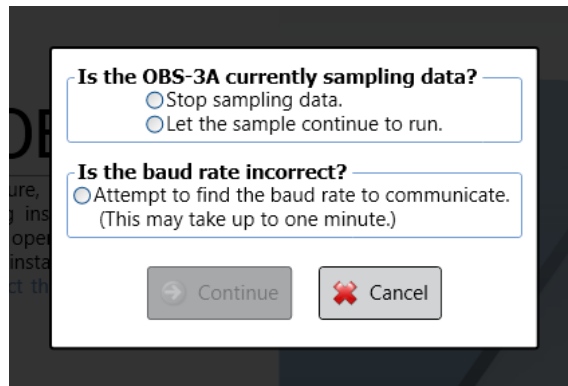 Is the OBS-3A currently sampling data?
Stop sampling data.
Let the sample continue to run.
Is the baud rate incorrect?
Attempt to find the baud rate to communicate.
(This may take up to one minute.)
Continue
Cancel